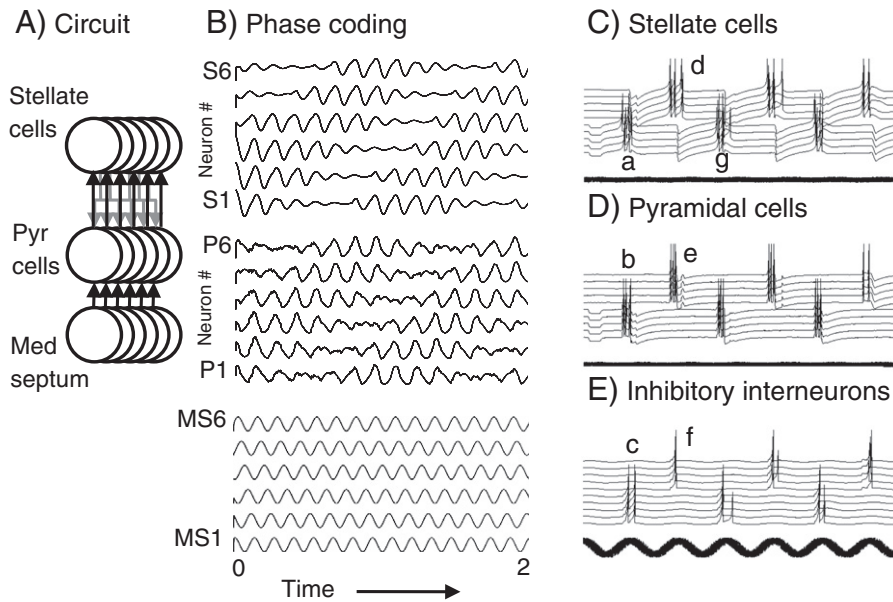 A) Circuit
Stellate
cells
Pyr
cells
Med
septum
B) Phase coding
S6
Neuron #
S1
P6
Neuron #
P1
MS6
MS1
0
2
Time
C) Stellate cells
d
a
g
D) Pyramidal cells
b
e
E) Inhibitory interneurons
c
f